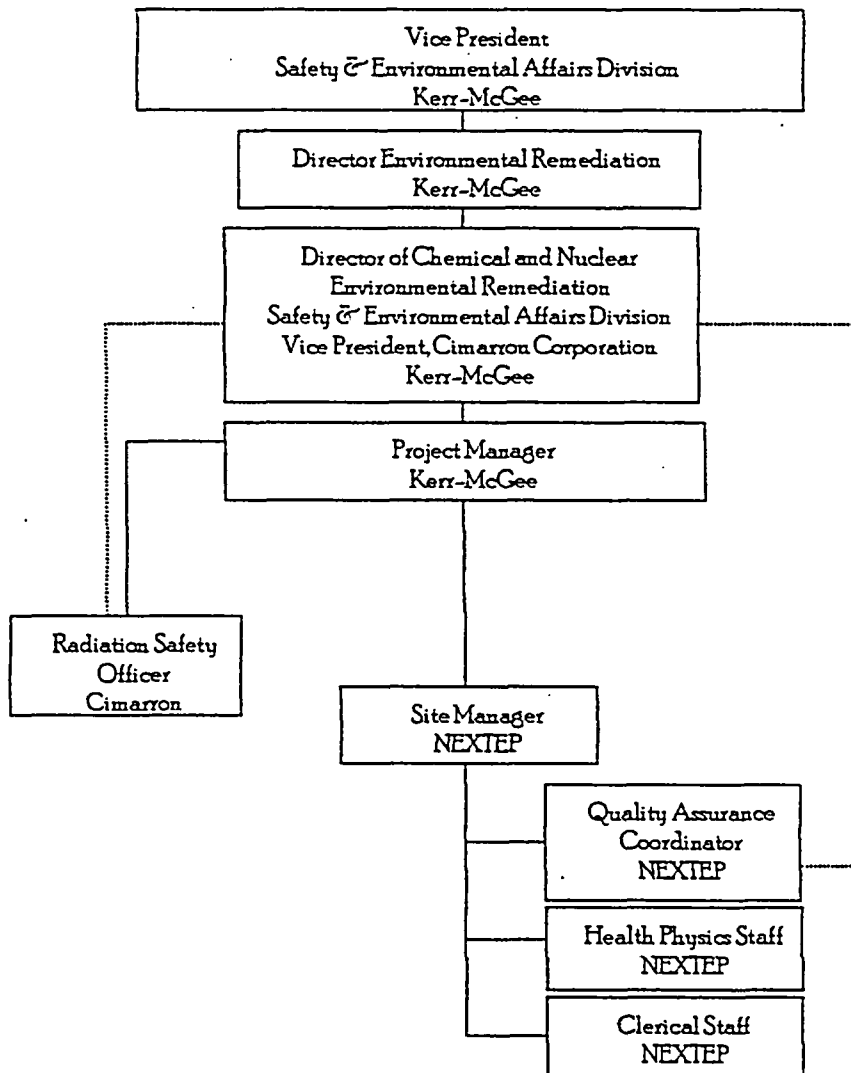 Vice President
Safety & Environmental Affairs Division
Kerr-McGee
Director Environmental Remediation
Kerr-McGee
Director of Chemical and Nuclear
Environmental Remediation
Safety & Environmental Affairs Division
Vice President, Cimarron Corporation
Kerr-McGee
Project Manager
Kerr-McGee
Radiation Safety
Officer
Cimarron
Site Manager
NEXTEP
Quality Assurance
Coordinator
NEXTEP
Health Physics Staff
NEXTEP
Clerical Staff
NEXTEP